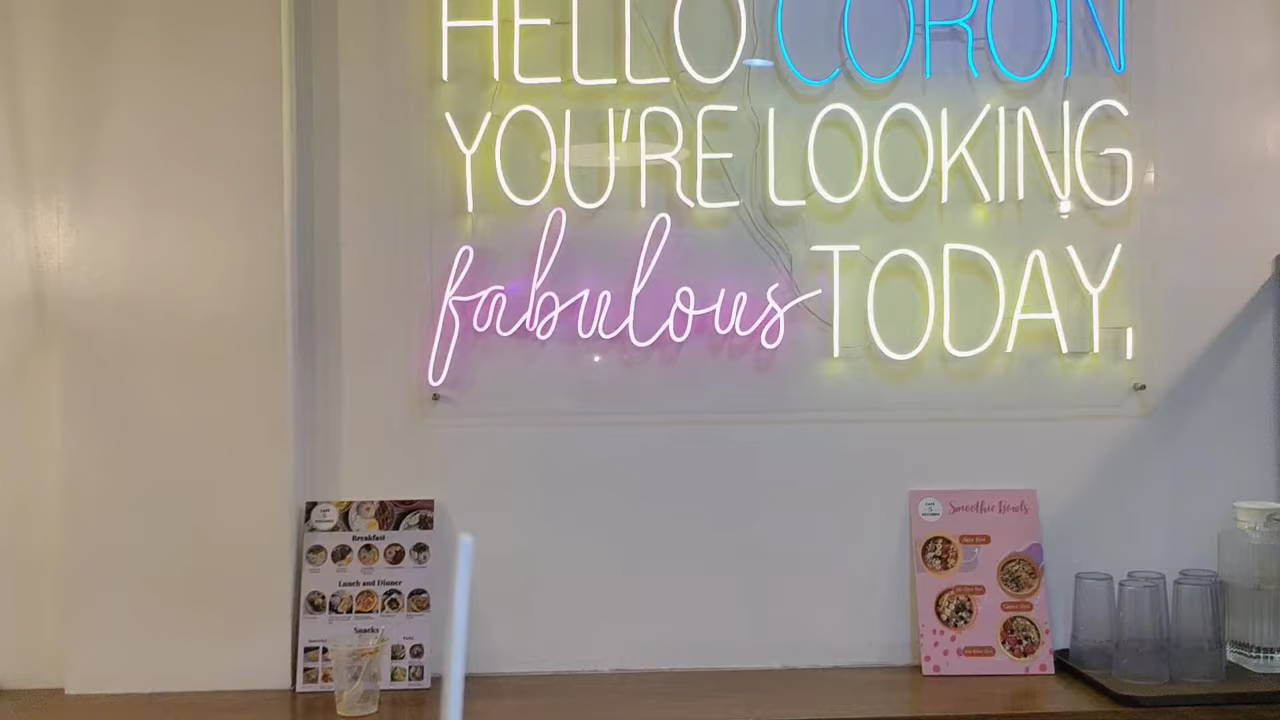 HELLO CORON
YOU'RE LOOKING
fabulous TODAY,
Breakfast
Lunch and Dinner
Snacks
Smoothie Bowls